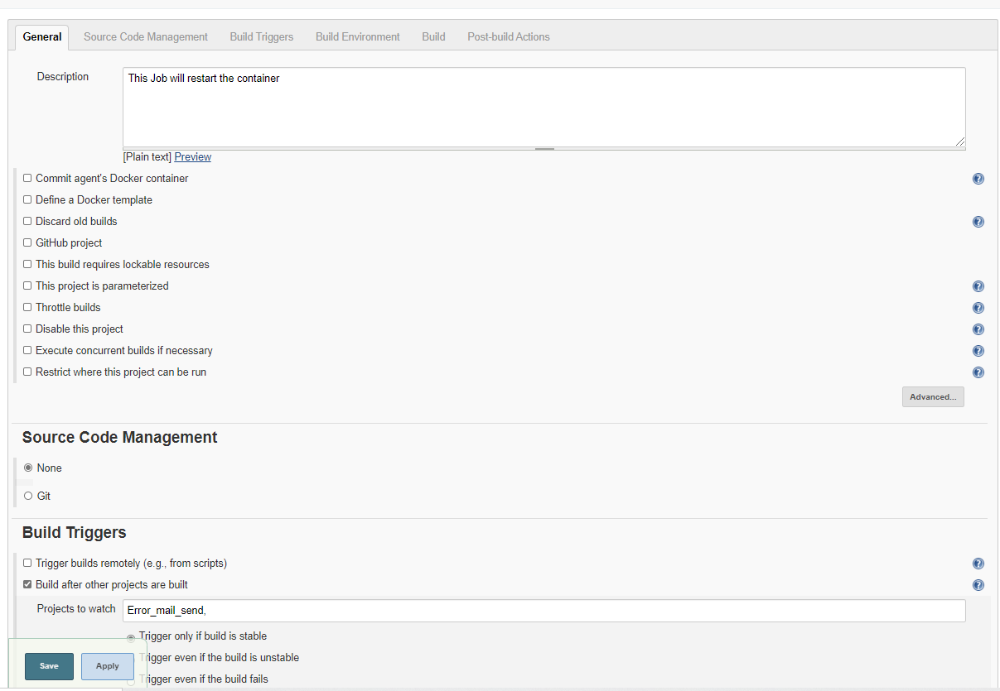 General Source Code Management Build Triggers Build Environment Build Post-build Actions
Description
This Job will restart the container
[Plain text] Preview
Commit agent's Docker container
Define a Docker template
Discard old builds
GitHub project
This build requires lockable resources
This project is parameterized
Throttle builds
Disable this project
Execute concurrent builds if necessary
Restrict where this project can be run
Advanced...
Source Code Management
None
Git
Build Triggers
Trigger builds remotely (e.g., from scripts)
Build after other projects are built
Projects to watch Error_mail_send,
Trigger only if build is stable
Trigger even if the build is unstable
Trigger even if the build fails
Save Apply